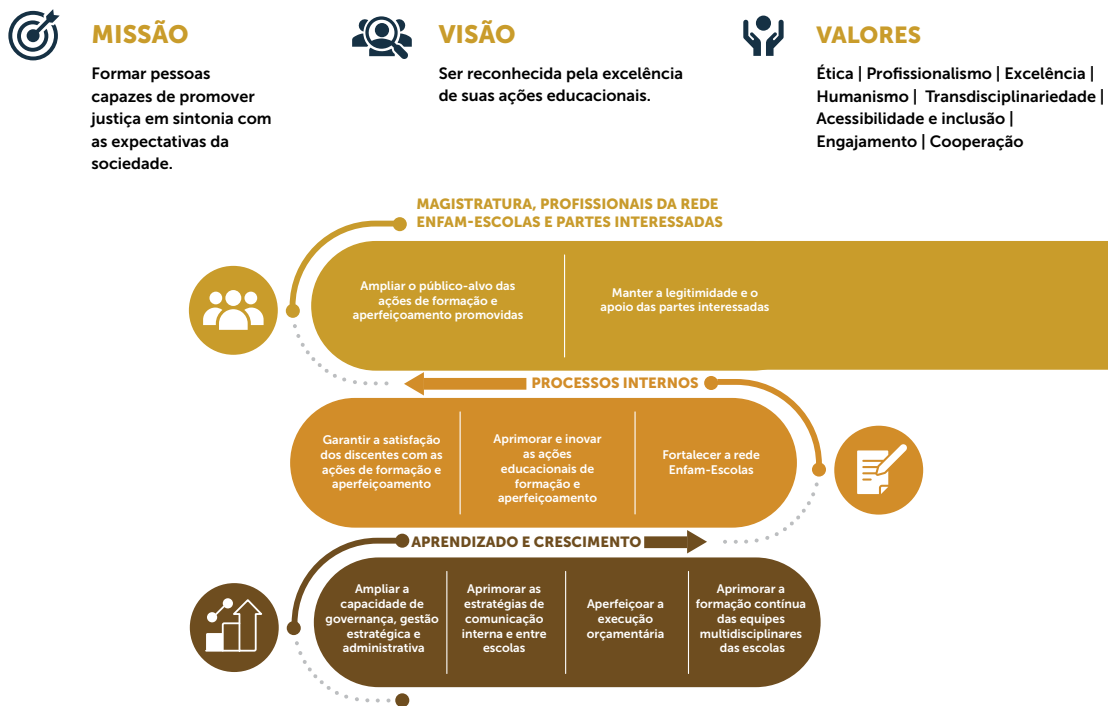 MISSÃO
Formar pessoas
capazes de promover
justiça em sintonia com
as expectativas da
sociedade.
VISÃO
Ser reconhecida pela excelência
de suas ações educacionais.
VALORES
Ética | Profissionalismo | Excelência |
Humanismo | Transdisciplinariedade |
Acessibilidade e inclusão |
Engajamento | Cooperação
MAGISTRATURA, PROFISSIONAIS DA REDE
ENFAM-ESCOLAS E PARTES INTERESSADAS
Ampliar o público-alvo das
ações de formação e
aperfeiçoamento promovidas
Manter a legitimidade e o
apoio das partes interessadas
PROCESSOS INTERNOS
Garantir a satisfação
dos discentes com as
ações de formação e
aperfeiçoamento
Aprimorar e inovar
as ações
educacionais de
formação e
aperfeiçoamento
Fortalecer a rede
Enfam-Escolas
APRENDIZADO E CRESCIMENTO
Ampliar a
capacidade de
governança, gestão
estratégica e
administrativa
Aprimorar as
estratégias de
comunicação
interna e entre
escolas
Aperfeiçoar a
execução
orçamentária
Aprimorar a
formação contínua
das equipes
multidisciplinares
das escolas